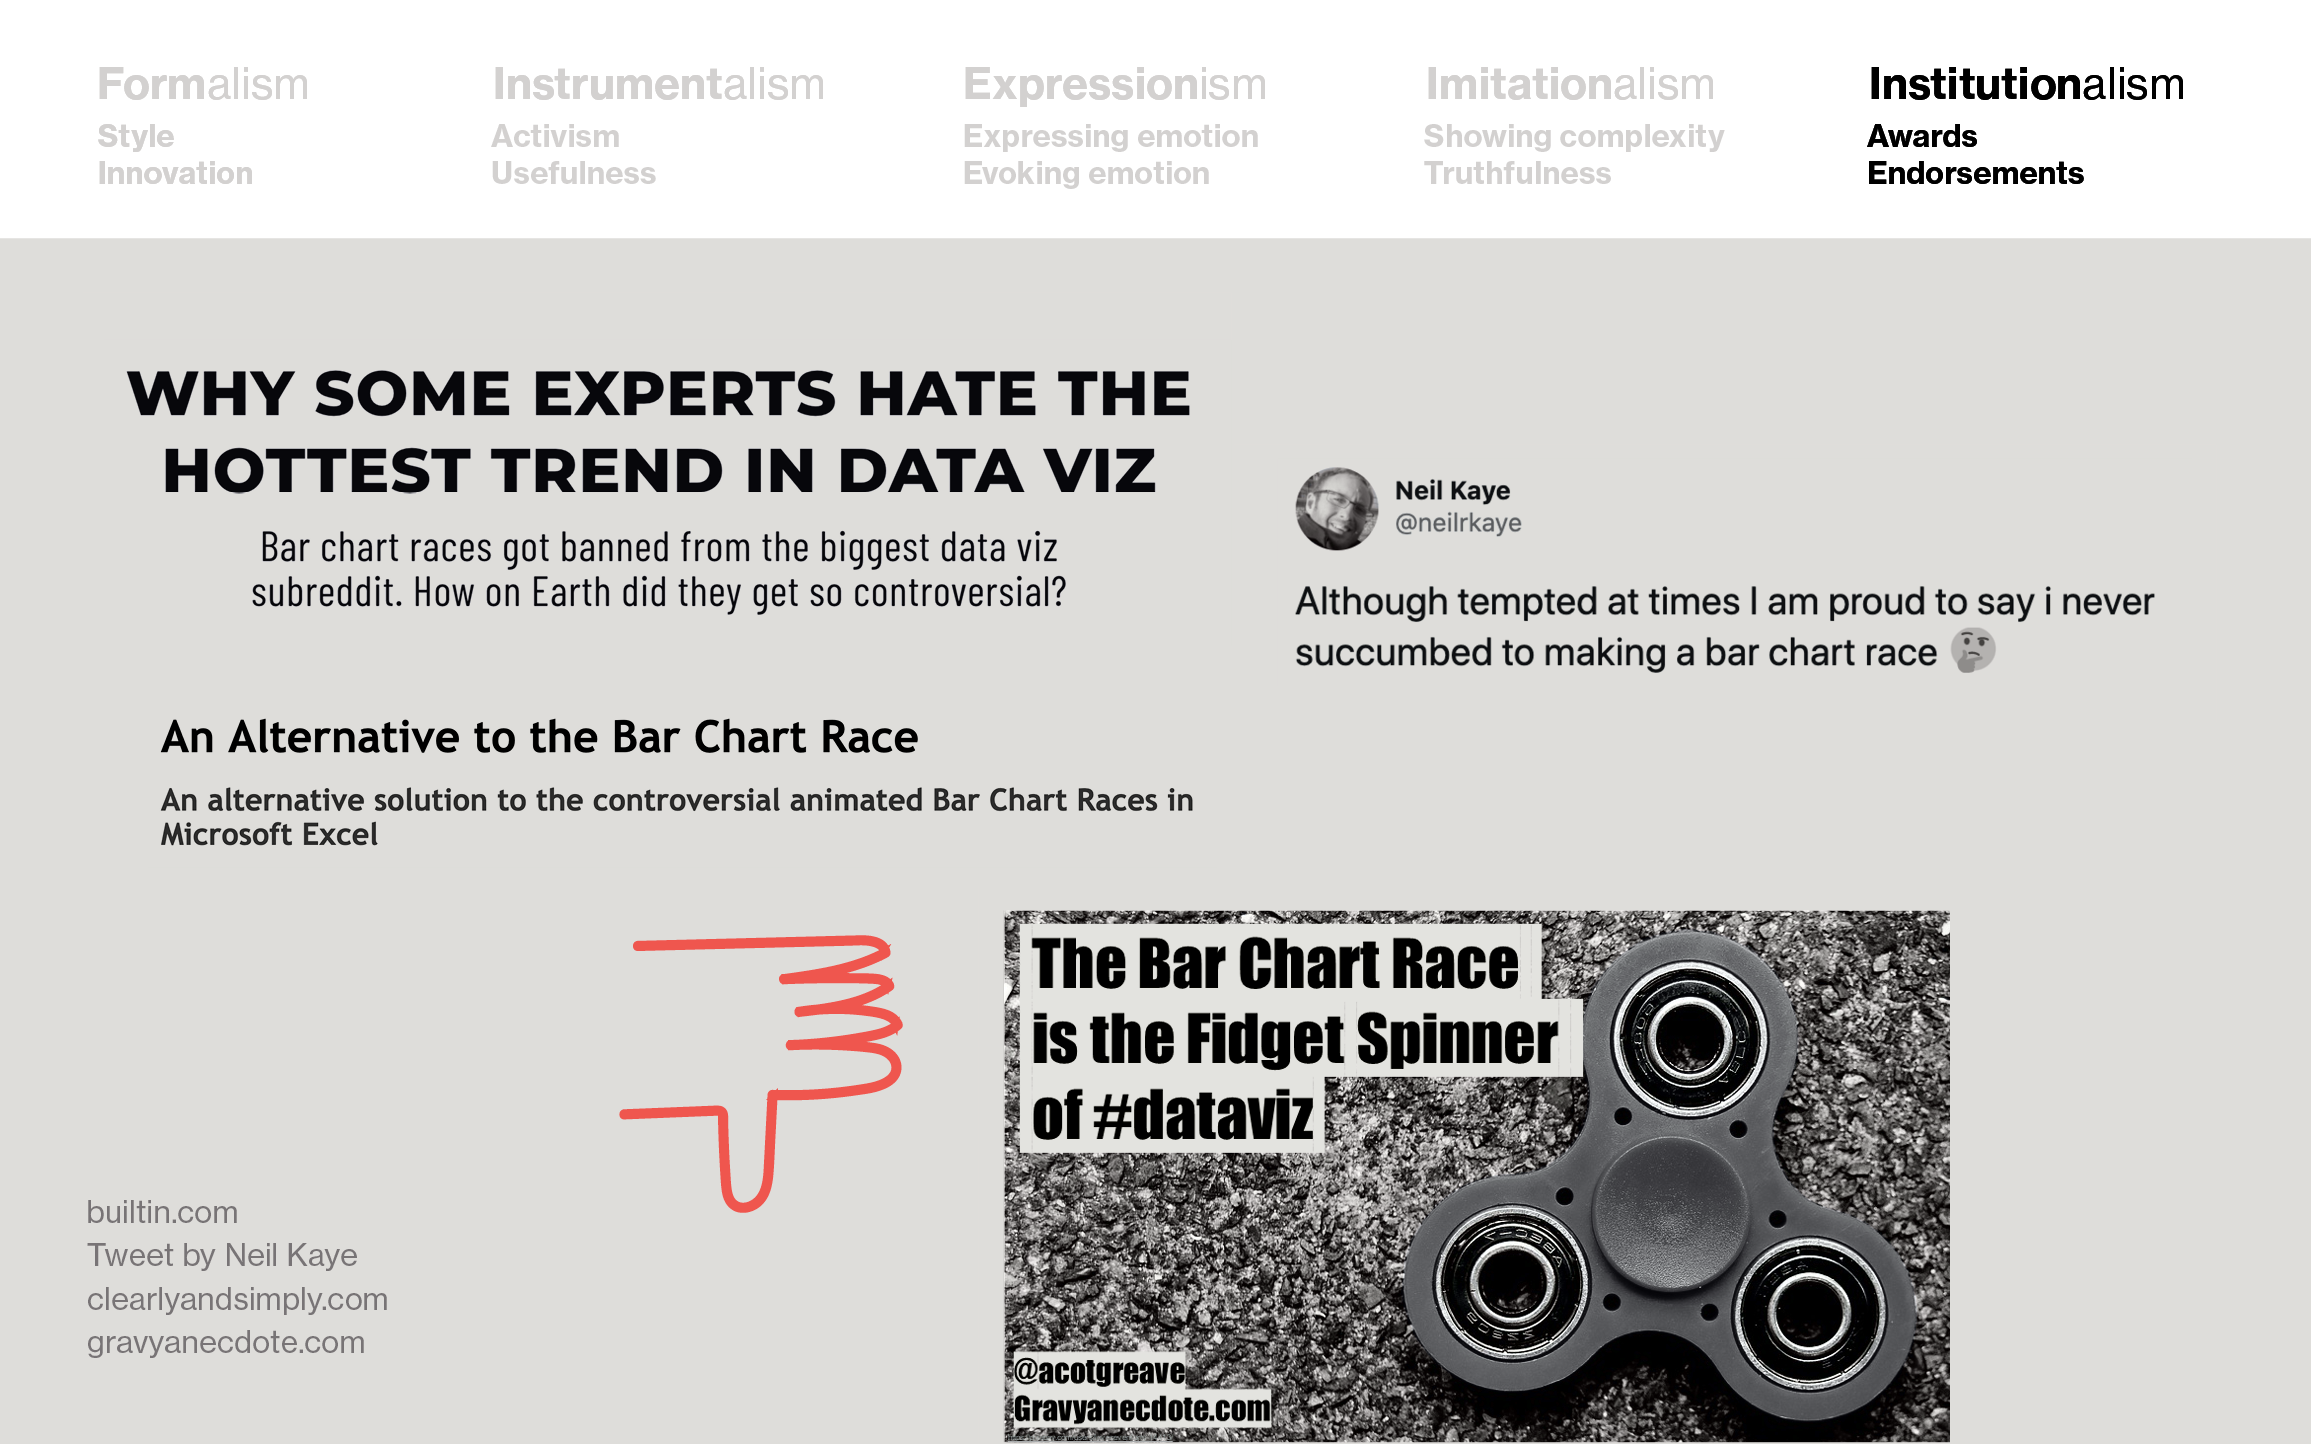 Formalism
Style
Innovation
Instrumentalism
Activism
Usefulness
Expressionism
Expressing emotion
Evoking emotion
Imitationalism
Showing complexity
Truthfulness
Institutionalism
Awards
Endorsements
WHY SOME EXPERTS HATE THE
HOTTEST TREND IN DATA VIZ
Bar chart races got banned from the biggest data viz
subreddit. How on Earth did they get so controversial?
Neil Kaye
@neilrkaye
Although tempted at times I am proud to say i never
succumbed to making a bar chart race 🤔
An Alternative to the Bar Chart Race
An alternative solution to the controversial animated Bar Chart Races in
Microsoft Excel
The Bar Chart Race
is the Fidget Spinner
of #dataviz
@acotgreave
Gravyanecdote.com
builtin.com
Tweet by Neil Kaye
clearlyandsimply.com
gravyanecdote.com